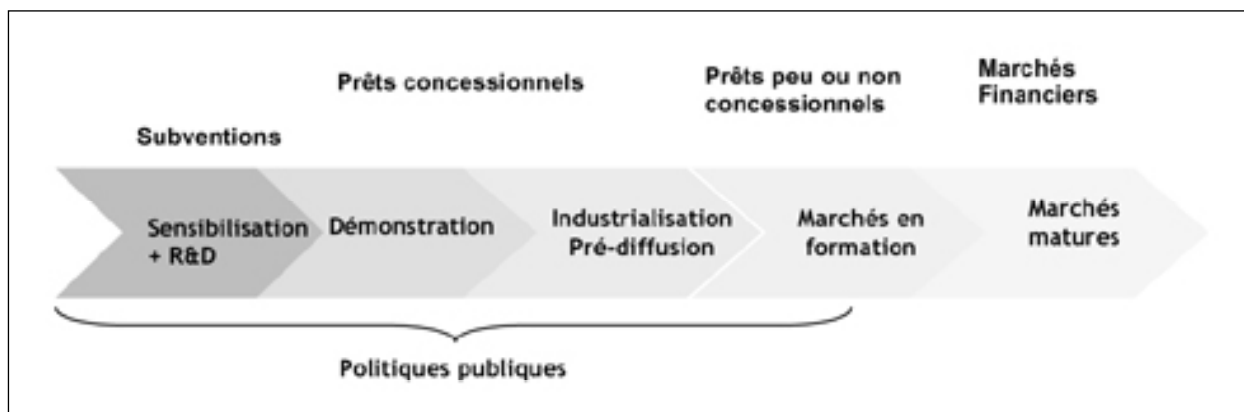 Prêts concessionnels
Prêts peu ou non
concessionnels
Marchés
Financiers
Subventions
Sensibilisation
+ R&D
Démonstration
Industrialisation
Pré-diffusion
Marchés en
formation
Marchés
matures
Politiques publiques